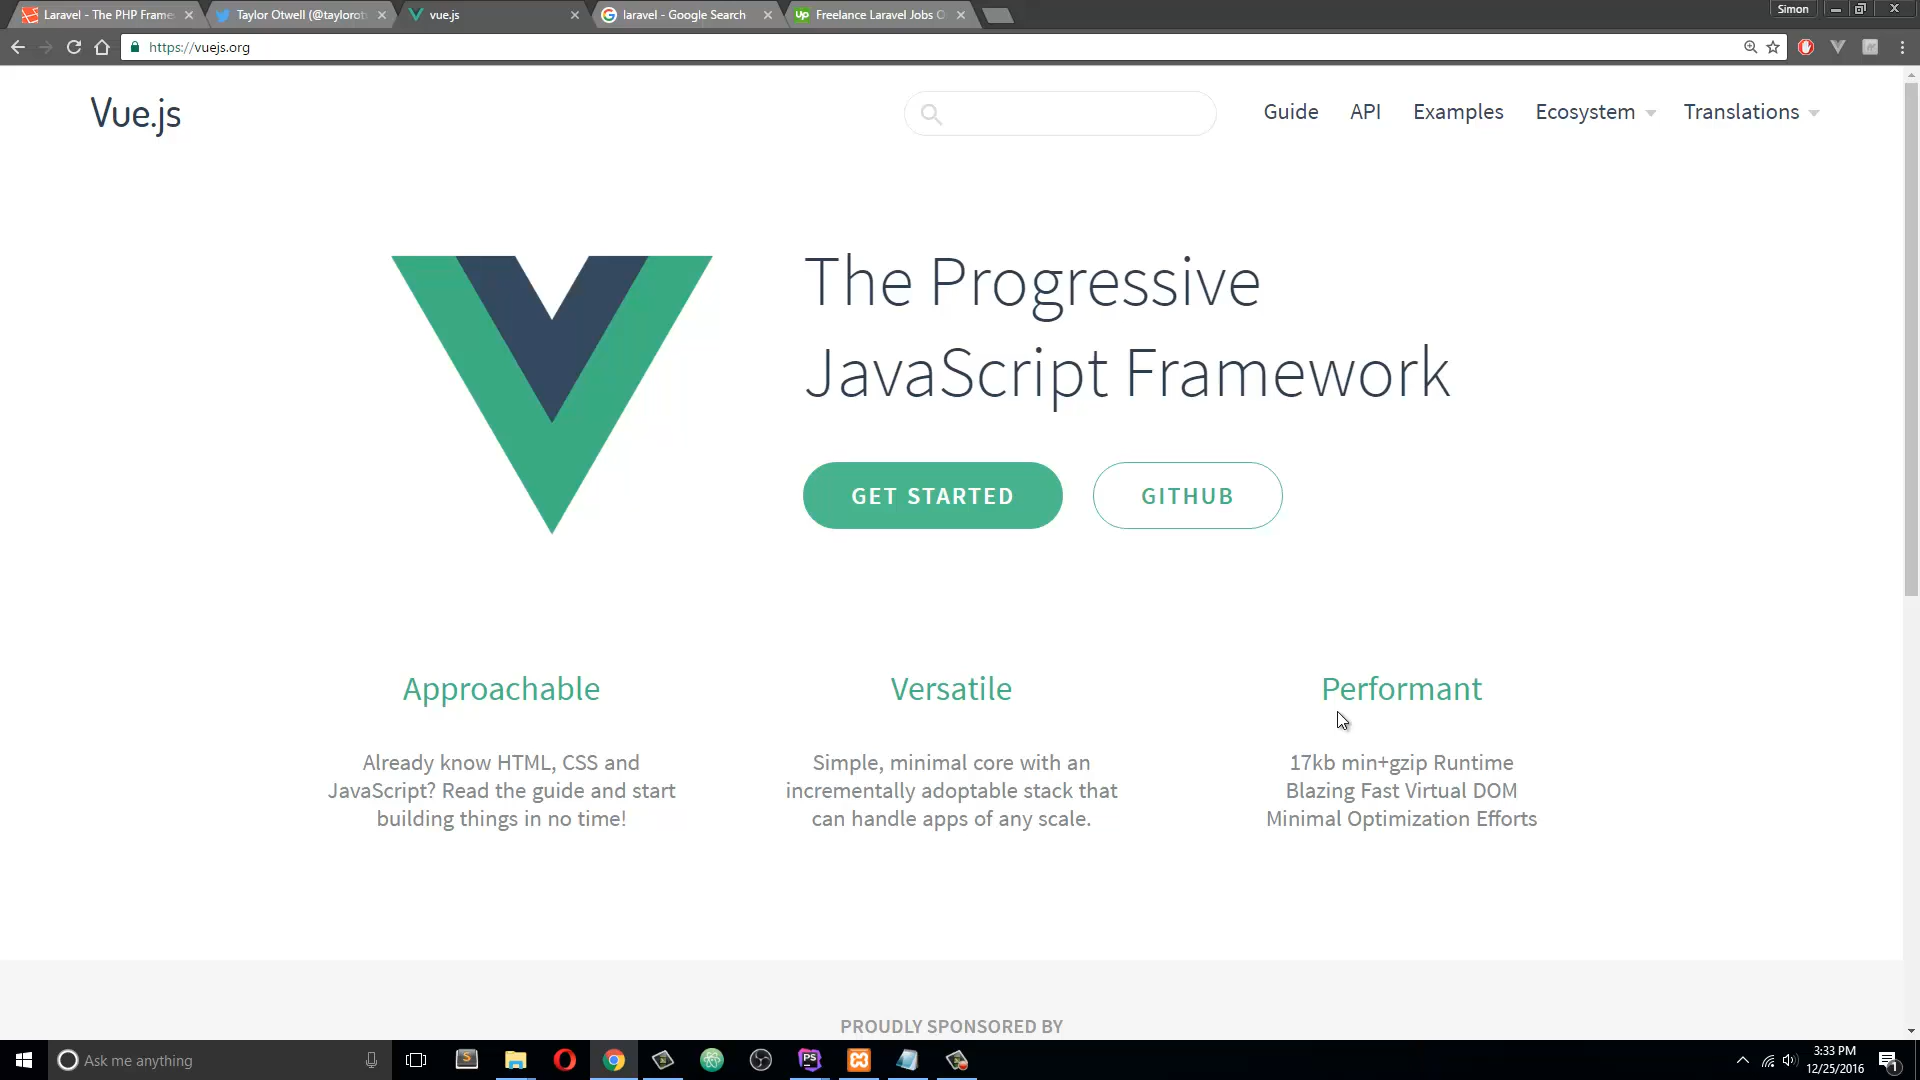 Laravel - The PHP Frame
Taylor Otwell (@taylorot
vue.js
laravel - Google Search
Freelance Laravel Jobs O
Simon
https://vuejs.org
Vue.js
Guide
API
Examples
Ecosystem
Translations
The Progressive
JavaScript Framework
GET STARTED
GITHUB
Approachable
Already know HTML, CSS and
JavaScript? Read the guide and start
building things in no time!
Versatile
Simple, minimal core with an
incrementally adoptable stack that
can handle apps of any scale.
Performant
17kb min+gzip Runtime
Blazing Fast Virtual DOM
Minimal Optimization Efforts
PROUDLY SPONSORED BY
Ask me anything
3:33 PM
12/25/2016
1